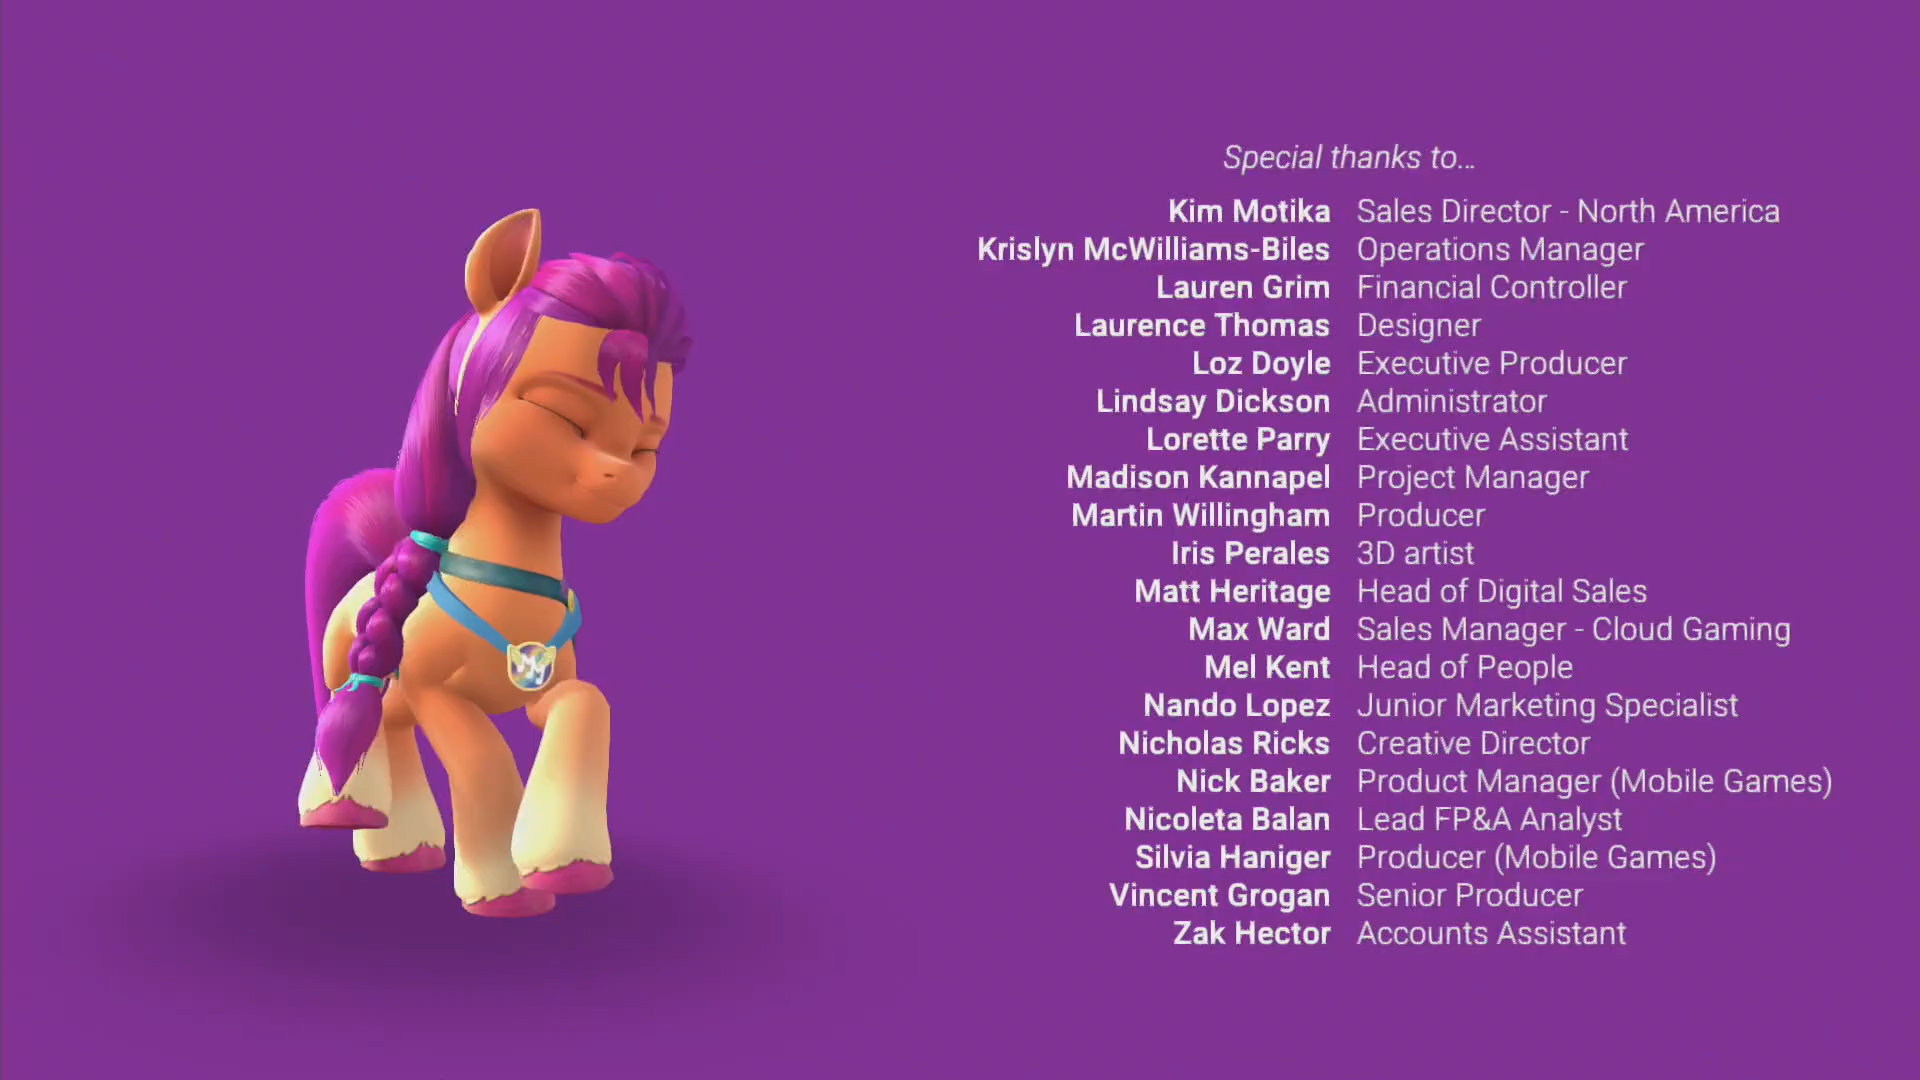 Special thanks to...
Kim Motika Sales Director - North America
Krislyn McWilliams-Biles Operations Manager
Lauren Grim Financial Controller
Laurence Thomas Designer
Loz Doyle Executive Producer
Lindsay Dickson Administrator
Lorette Parry Executive Assistant
Madison Kannapel Project Manager
Martin Willingham Producer
Iris Perales 3D artist
Matt Heritage Head of Digital Sales
Max Ward Sales Manager - Cloud Gaming
Mel Kent Head of People
Nando Lopez Junior Marketing Specialist
Nicholas Ricks Creative Director
Nick Baker Product Manager (Mobile Games)
Nicoleta Balan Lead FP&A Analyst
Silvia Haniger Producer (Mobile Games)
Vincent Grogan Senior Producer
Zak Hector Accounts Assistant